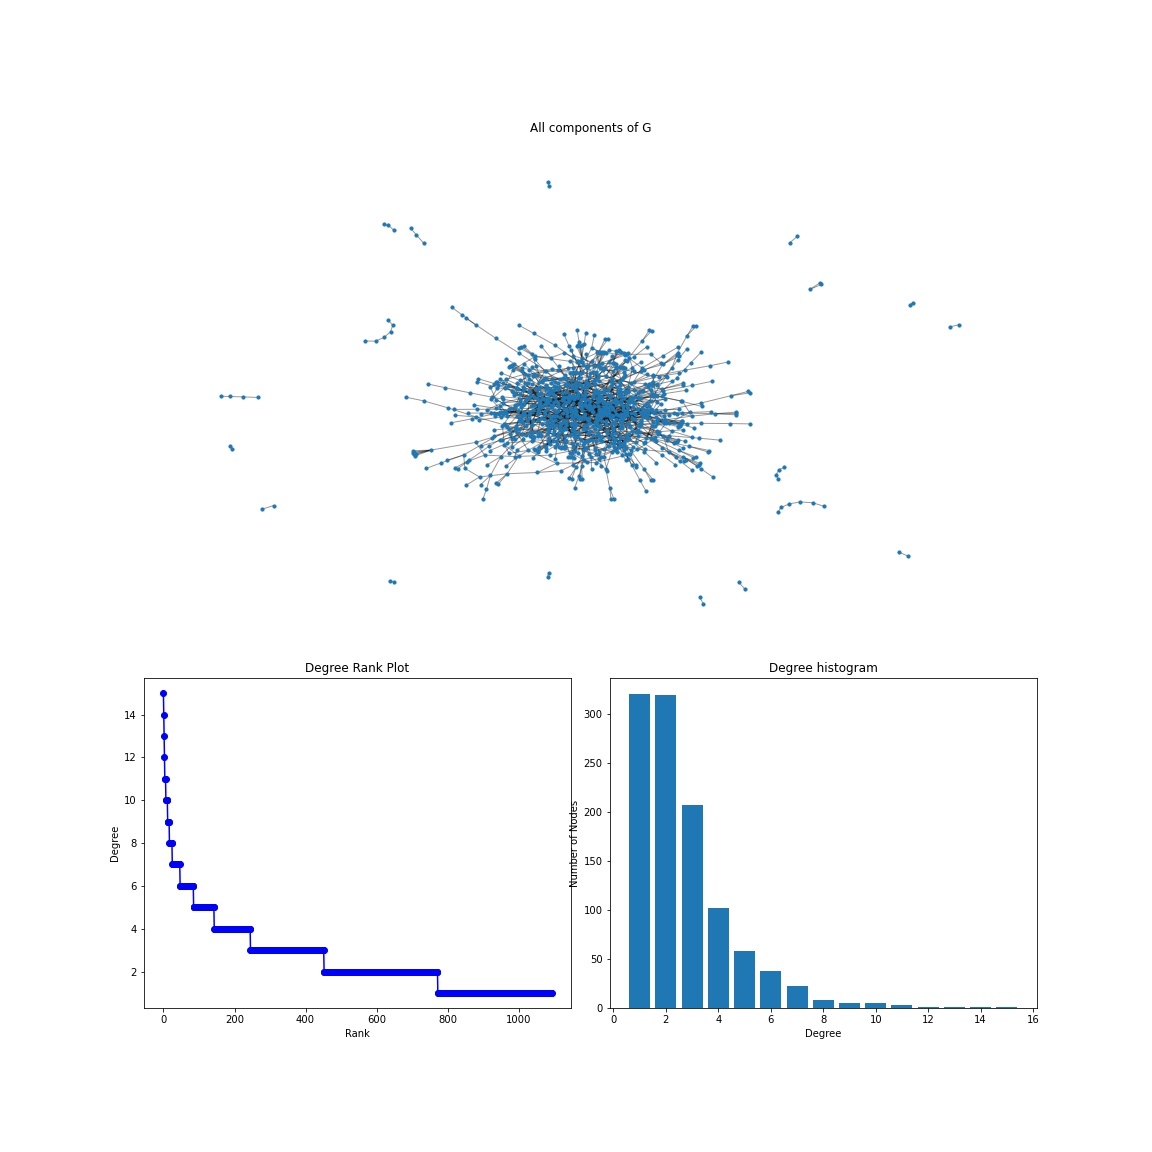 All components of G
Degree Rank Plot
14
12
10
8
6
4
2
Degree
0 200 400 600 800 1000
Rank
Degree histogram
300
250
200
150
100
50
0
Number of Nodes
0 2 4 6 8 10 12 14 16
Degree